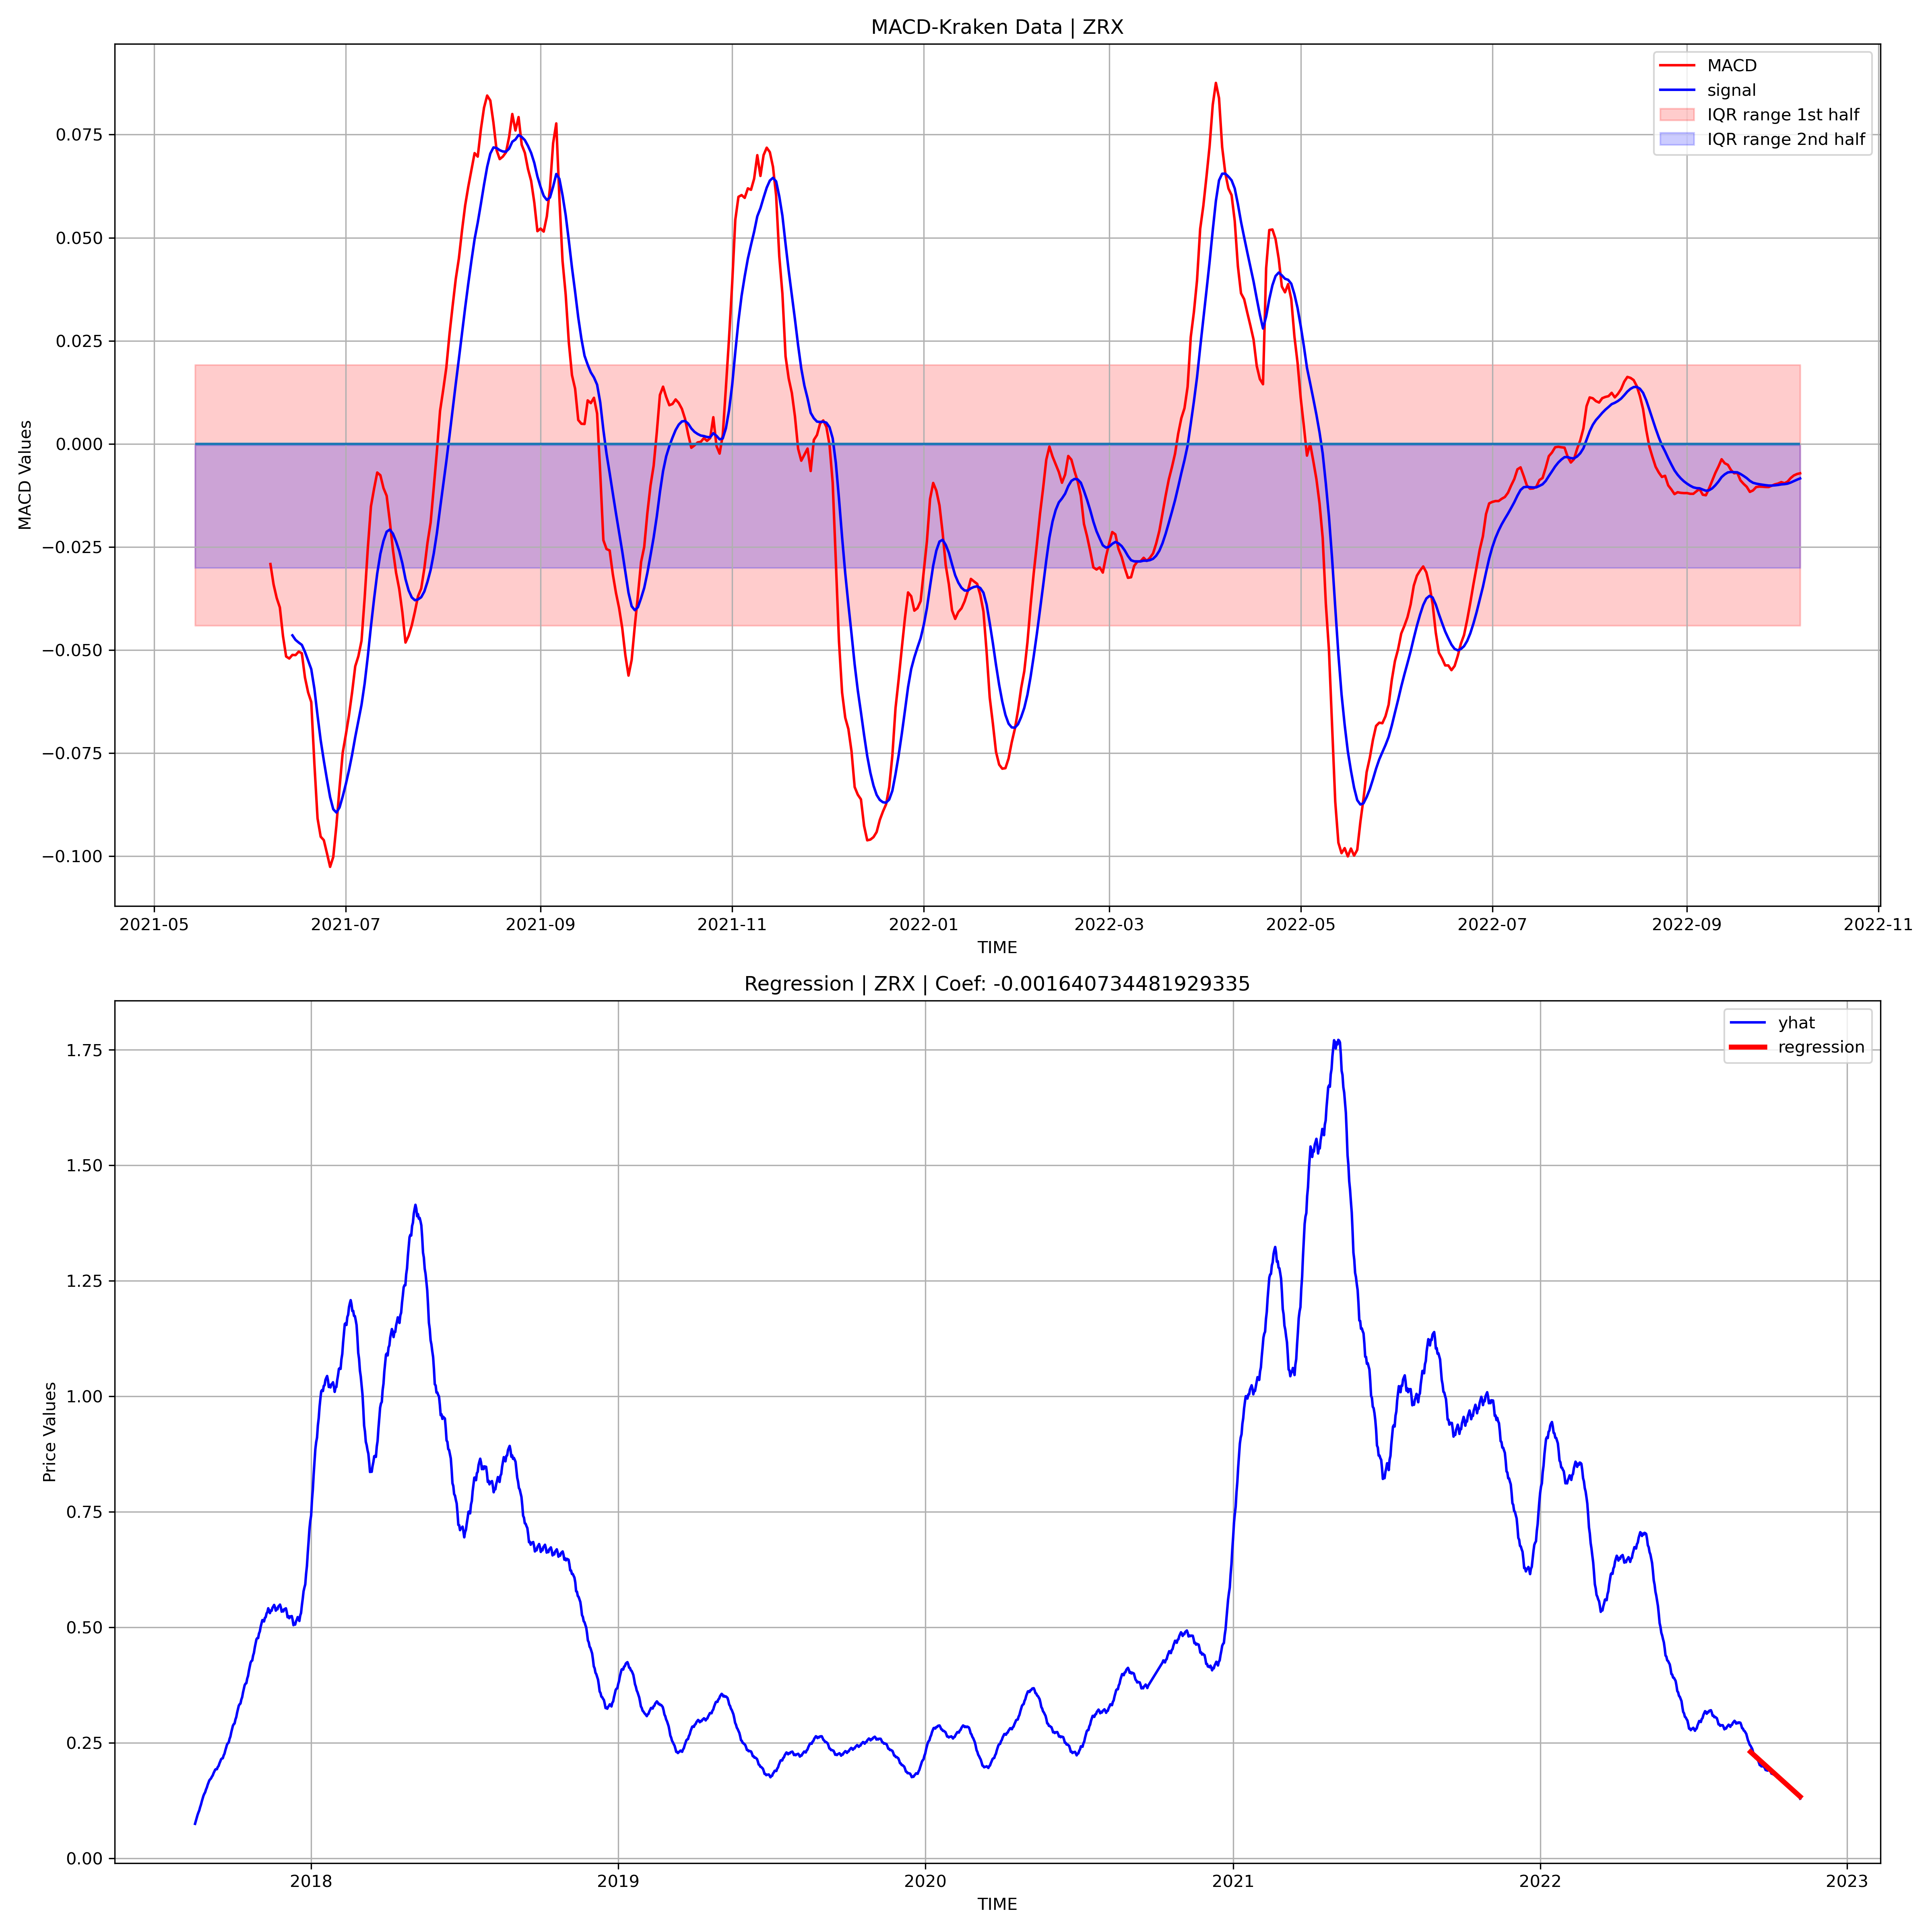 MACD-Kraken Data | ZRX
MACD
signal
IQR range 1st half
IQR range 2nd half
MACD Values
0.075
0.050
0.025
0.000
−0.025
−0.050
−0.075
−0.100
2021-05 2021-07 2021-09 2021-11 2022-01 2022-03 2022-05 2022-07 2022-09 2022-11
TIME
Regression | ZRX | Coef: -0.001640734481929335
yhat
regression
Price Values
1.75
1.50
1.25
1.00
0.75
0.50
0.25
0.00
2018 2019 2020 2021 2022 2023
TIME